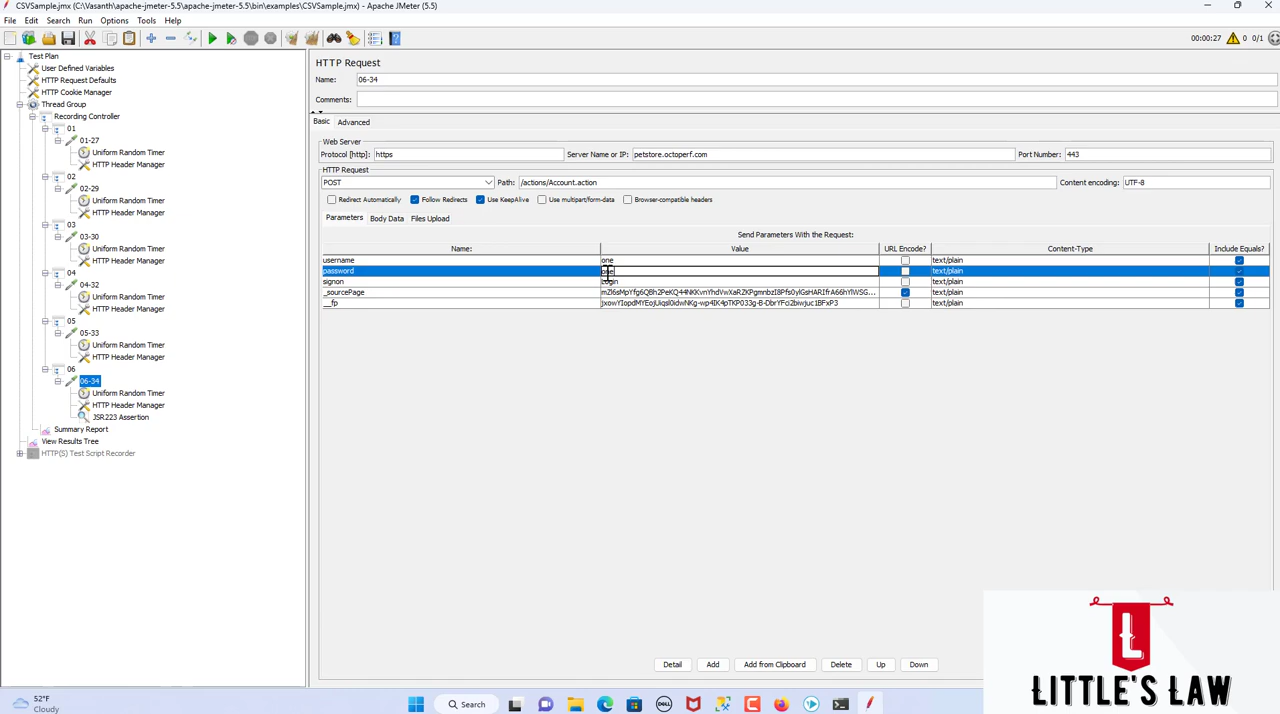 CSVSample.jmx (C:\Vasanth\apache-jmeter-5.5\apache-jmeter-5.5\bin\examples\CSVSample.jmx) - Apache JMeter (5.5)
File Edit Search Run Options Tools Help
00:00:27 0 0/1
Test Plan
User Defined Variables
HTTP Request Defaults
HTTP Cookie Manager
Thread Group
Recording Controller
01
01-27
Uniform Random Timer
HTTP Header Manager
02
02-29
Uniform Random Timer
HTTP Header Manager
03
03-30
Uniform Random Timer
HTTP Header Manager
04
04-32
Uniform Random Timer
HTTP Header Manager
05
05-33
Uniform Random Timer
HTTP Header Manager
06
06-34
Uniform Random Timer
HTTP Header Manager
JSR223 Assertion
Summary Report
View Results Tree
HTTP(S) Test Script Recorder
HTTP Request
Name: 06-34
Comments:
Basic Advanced
Web Server
Protocol [http]: https Server Name or IP: petstore.octoperf.com Port Number: 443
HTTP Request
POST Path: /actions/Account.action Content encoding: UTF-8
Redirect Automatically Follow Redirects Use KeepAlive Use multipart/form-data Browser-compatible headers
Parameters Body Data Files Upload
Send Parameters With the Request:
Name: Value URL Encode? Content-Type Include Equals?
username one text/plain
password one text/plain
signon Login text/plain
_sourcePage text/plain
__fp text/plain
Detail Add Add from Clipboard Delete Up Down
L
LITTLE'S LAW
52°F
Cloudy
Search
DELL